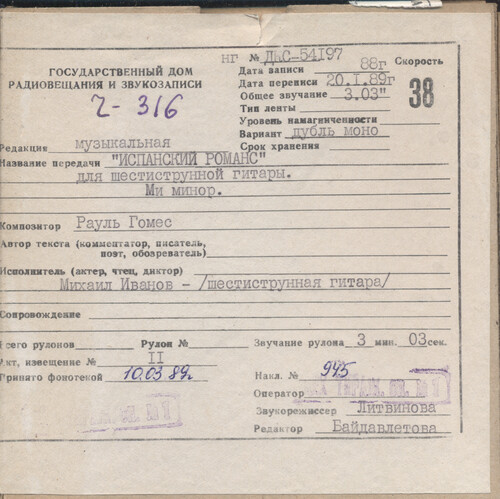 нг № ДмС-54197
ГОСУДАРСТВЕННЫЙ ДОМ
РАДИОВЕЩАНИЯ И ЗВУКОЗАПИСИ
Ч-316
Дата записи 88г
Дата переписи 20.I.89г
Общее звучание 3.03"
Тип ленты
Уровень намагниченности
Вариант дубль моно
Срок хранения
Скорость
38
Редакция музыкальная
Название передачи "ИСПАНСКИЙ РОМАНС"
для шестиструнной гитары.
Ми минор.
Композитор Рауль Гомес
Автор текста (комментатор, писатель,
поэт, обозреватель)
Исполнитель (актер, чтец, диктор)
Михаил Иванов - /шестиструнная гитара/
Сопровождение
Всего рулонов Рулон № Звучание рулона 3 мин. 03 сек.
Акт, извещение № II
Принято фонотекой 10.03 89г.
Накл. № 945
Оператор
Звукорежиссер Литвинова
Редактор Байдавлетова